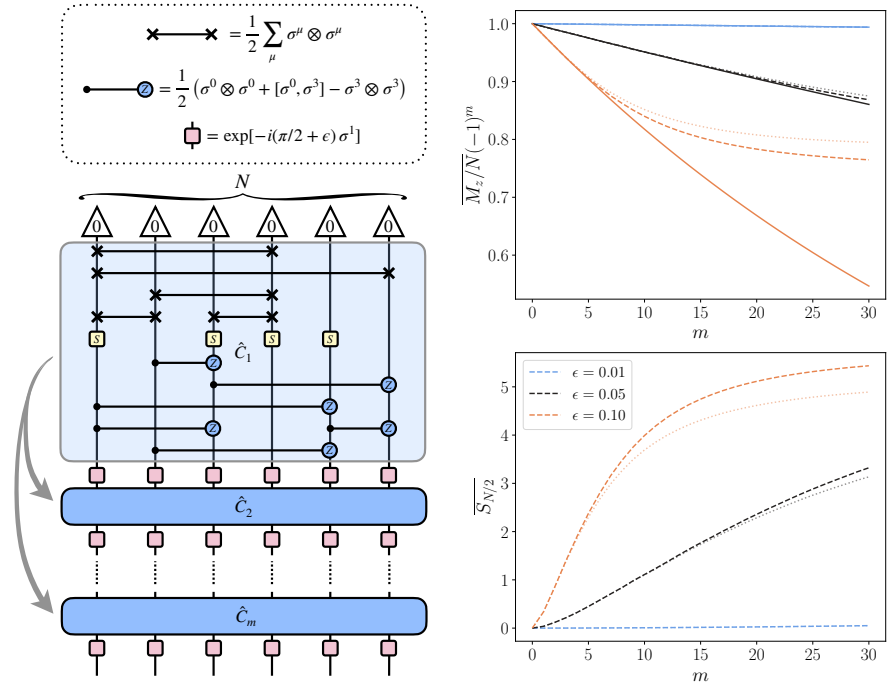 = 1/2 ∑_μ σ^μ ⊗ σ^μ
Z = 1/2 (σ^0 ⊗ σ^0 + [σ^0, σ^3] − σ^3 ⊗ σ^3)
= exp[−i(π/2 + ϵ) σ^1]
N
0 0 0 0 0 0
S S S S
Ĉ_1
Z
Z
Z
Z Z
Z
Ĉ_2
Ĉ_m
1.0
0.9
0.8
0.7
0.6
\overline{M_z/N}(−1)^m
0 5 10 15 20 25 30
m
5
4
3
2
1
0
\overline{S_{N/2}}
ϵ = 0.01
ϵ = 0.05
ϵ = 0.10
0 5 10 15 20 25 30
m